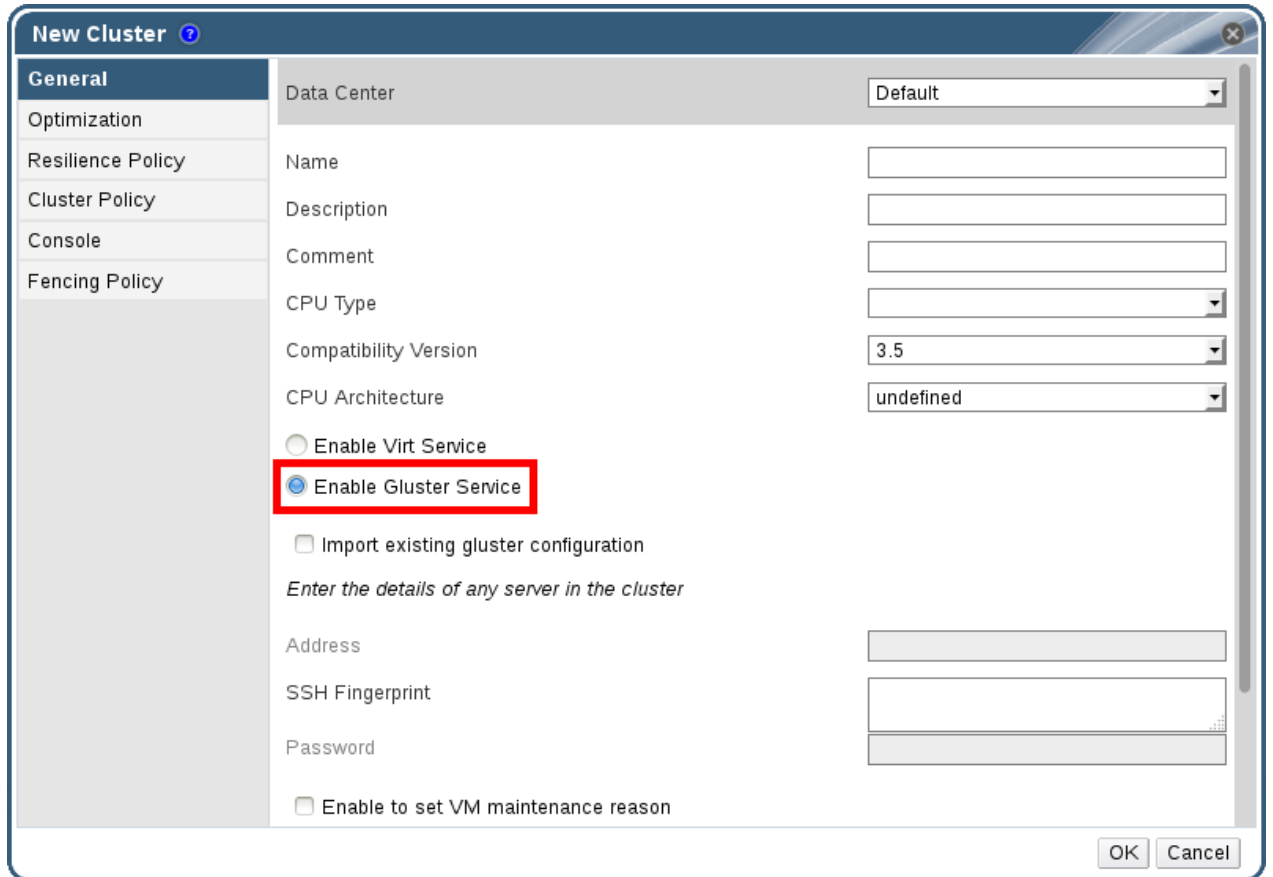 New Cluster ?
General
Optimization
Resilience Policy
Cluster Policy
Console
Fencing Policy
Data Center Default
Name
Description
Comment
CPU Type
Compatibility Version 3.5
CPU Architecture undefined
Enable Virt Service
Enable Gluster Service
Import existing gluster configuration
Enter the details of any server in the cluster
Address
SSH Fingerprint
Password
Enable to set VM maintenance reason
OK Cancel